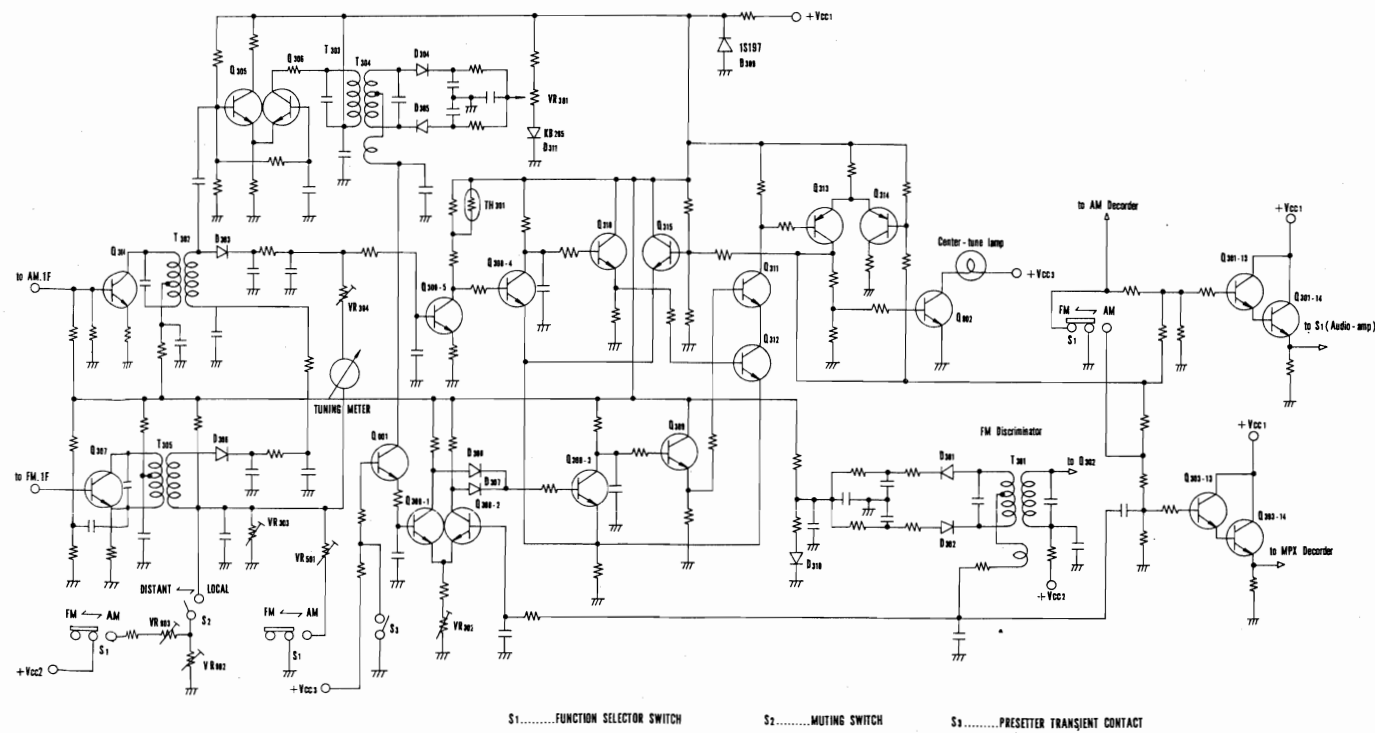 +Vcc1
1S197
B309
T303
Q305
Q306
T304
D304
D305
VR301
KB265
D311
TH301
Q313
Q314
to AM Decorder
+Vcc1
Center-tune lamp
+Vcc3
Q310
Q315
Q311
Q301-13
Q301-14
to S1 (Audio-amp)
T302
D303
Q301
to AM.IF
Q308-4
Q308-5
VR304
Q802
FM ←→ AM
S1
Q312
TUNING METER
FM Discriminator
+Vcc1
Q307
T305
D306
to FM.IF
Q801
D308
D307
Q308-3
Q309
Q308-1
Q308-2
D301
T301
to Q302
Q303-13
Q303-14
to MPX Decorder
VR303
VR501
D302
D310
DISTANT ←→ LOCAL
S2
FM ←→ AM
VR803
S1
VR802
+Vcc2
FM ←→ AM
S1
S3
VR302
+Vcc2
+Vcc3
S1.........FUNCTION SELECTOR SWITCH
S2.........MUTING SWITCH
S3.........PRESETTER TRANSIENT CONTACT